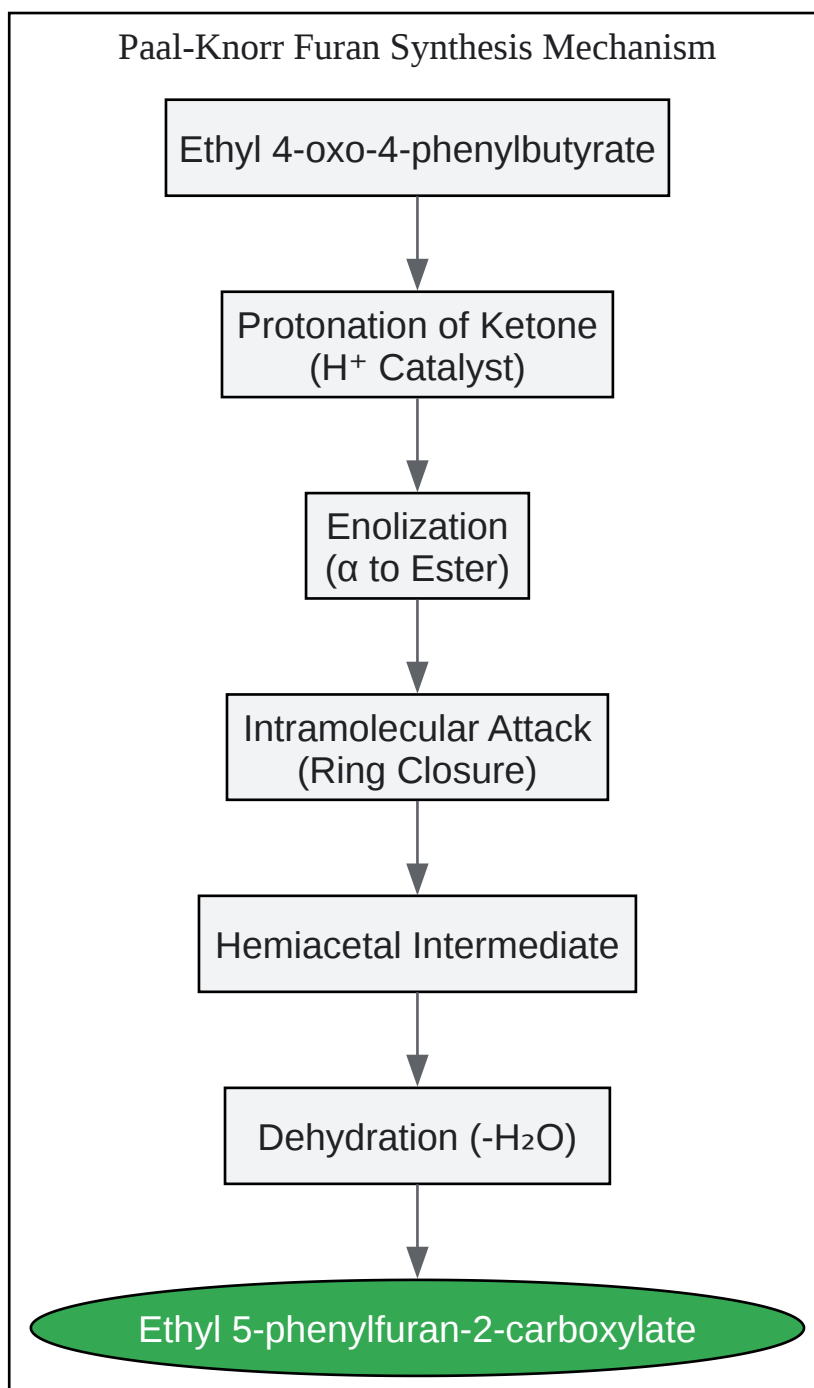 Paal-Knorr Furan Synthesis Mechanism
Ethyl 4-oxo-4-phenylbutyrate
Protonation of Ketone
(H⁺ Catalyst)
Enolization
(α to Ester)
Intramolecular Attack
(Ring Closure)
Hemiacetal Intermediate
Dehydration (-H₂O)
Ethyl 5-phenylfuran-2-carboxylate